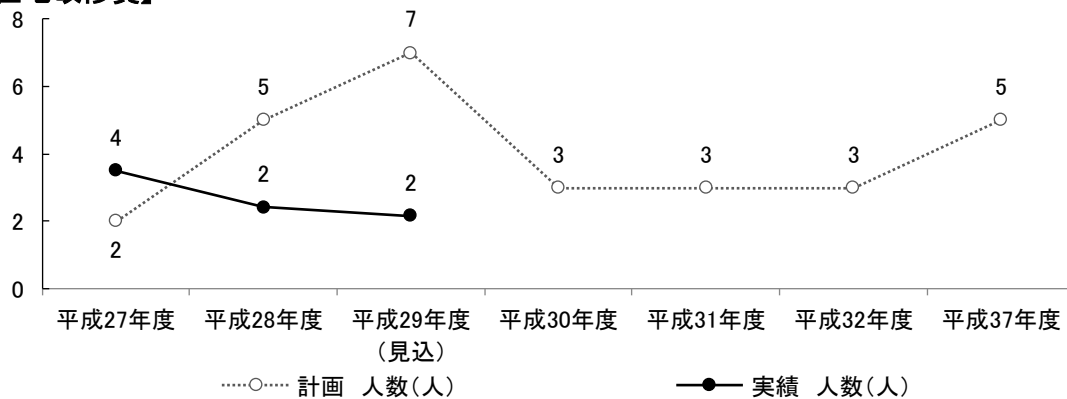 8
7
6
5
5
4
4
3
3
3
2
2
2
2
0
平成27年度
平成28年度
平成29年度
（見込）
平成30年度
平成31年度
平成32年度
平成37年度
計画　人数（人）
実績　人数（人）